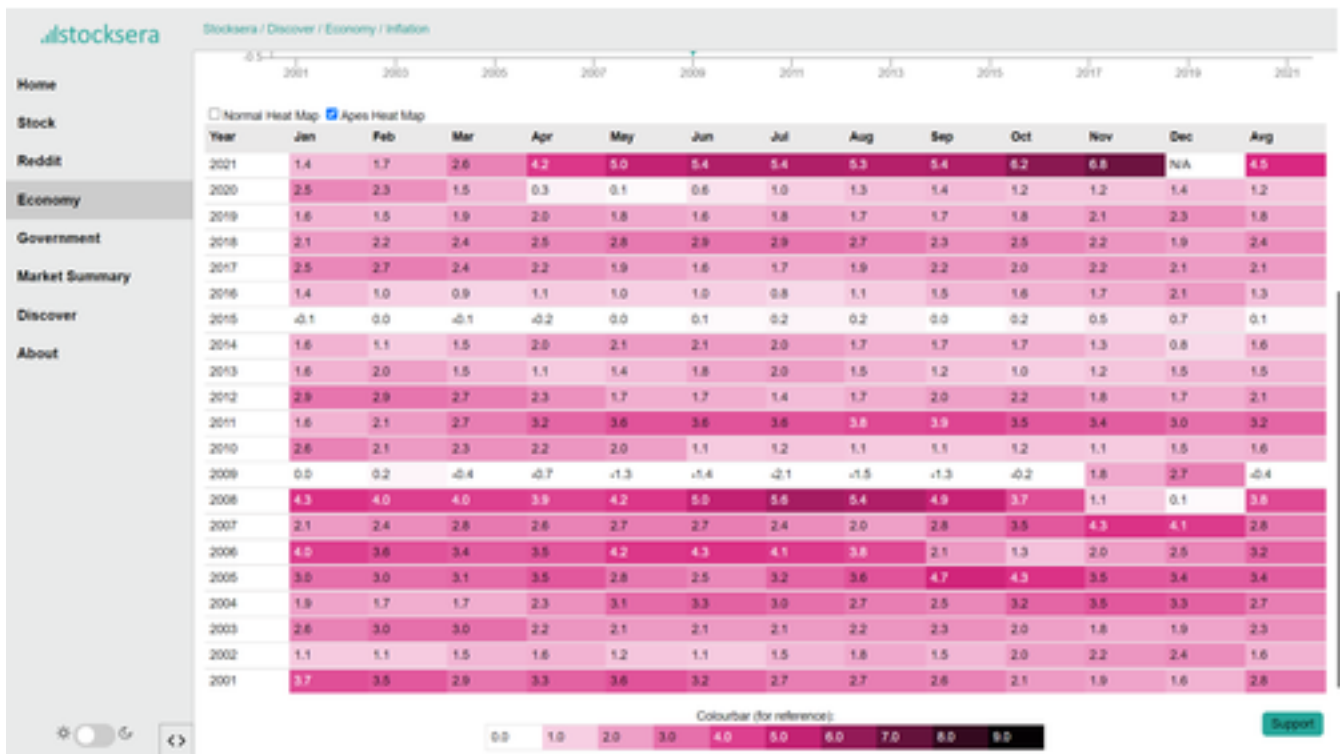 stocksera
Stocksera / Discover / Economy / Inflation
Home
Stock
Reddit
Economy
Government
Market Summary
Discover
About
-0.5
2001 2003 2005 2007 2009 2011 2013 2015 2017 2019 2021
Normal Heat Map Apes Heat Map
Year Jan Feb Mar Apr May Jun Jul Aug Sep Oct Nov Dec Avg
2021 1.4 1.7 2.6 4.2 5.0 5.4 5.4 5.3 5.4 6.2 6.8 N/A 4.5
2020 2.5 2.3 1.5 0.3 0.1 0.6 1.0 1.3 1.4 1.2 1.2 1.4 1.2
2019 1.6 1.5 1.9 2.0 1.8 1.6 1.8 1.7 1.7 1.8 2.1 2.3 1.8
2018 2.1 2.2 2.4 2.5 2.8 2.9 2.9 2.7 2.3 2.5 2.2 1.9 2.4
2017 2.5 2.7 2.4 2.2 1.9 1.6 1.7 1.9 2.2 2.0 2.2 2.1 2.1
2016 1.4 1.0 0.9 1.1 1.0 1.0 0.8 1.1 1.5 1.6 1.7 2.1 1.3
2015 -0.1 0.0 -0.1 -0.2 0.0 0.1 0.2 0.2 0.0 0.2 0.5 0.7 0.1
2014 1.6 1.1 1.5 2.0 2.1 2.1 2.0 1.7 1.7 1.7 1.3 0.8 1.6
2013 1.6 2.0 1.5 1.1 1.4 1.8 2.0 1.5 1.2 1.0 1.2 1.5 1.5
2012 2.9 2.9 2.7 2.3 1.7 1.7 1.4 1.7 2.0 2.2 1.8 1.7 2.1
2011 1.6 2.1 2.7 3.2 3.6 3.6 3.6 3.8 3.9 3.5 3.4 3.0 3.2
2010 2.6 2.1 2.3 2.2 2.0 1.1 1.2 1.1 1.1 1.2 1.1 1.5 1.6
2009 0.0 0.2 -0.4 -0.7 -1.3 -1.4 -2.1 -1.5 -1.3 -0.2 1.8 2.7 -0.4
2008 4.3 4.0 4.0 3.9 4.2 5.0 5.6 5.4 4.9 3.7 1.1 0.1 3.8
2007 2.1 2.4 2.8 2.6 2.7 2.7 2.4 2.0 2.8 3.5 4.3 4.1 2.8
2006 4.0 3.6 3.4 3.5 4.2 4.3 4.1 3.8 2.1 1.3 2.0 2.5 3.2
2005 3.0 3.0 3.1 3.5 2.8 2.5 3.2 3.6 4.7 4.3 3.5 3.4 3.4
2004 1.9 1.7 1.7 2.3 3.1 3.3 3.0 2.7 2.5 3.2 3.5 3.3 2.7
2003 2.6 3.0 3.0 2.2 2.1 2.1 2.1 2.2 2.3 2.0 1.8 1.9 2.3
2002 1.1 1.1 1.5 1.6 1.2 1.1 1.5 1.8 1.5 2.0 2.2 2.4 1.6
2001 3.7 3.5 2.9 3.3 3.6 3.2 2.7 2.7 2.6 2.1 1.9 1.6 2.8
Colourbar (for reference):
0.0 1.0 2.0 3.0 4.0 5.0 6.0 7.0 8.0 9.0
Support